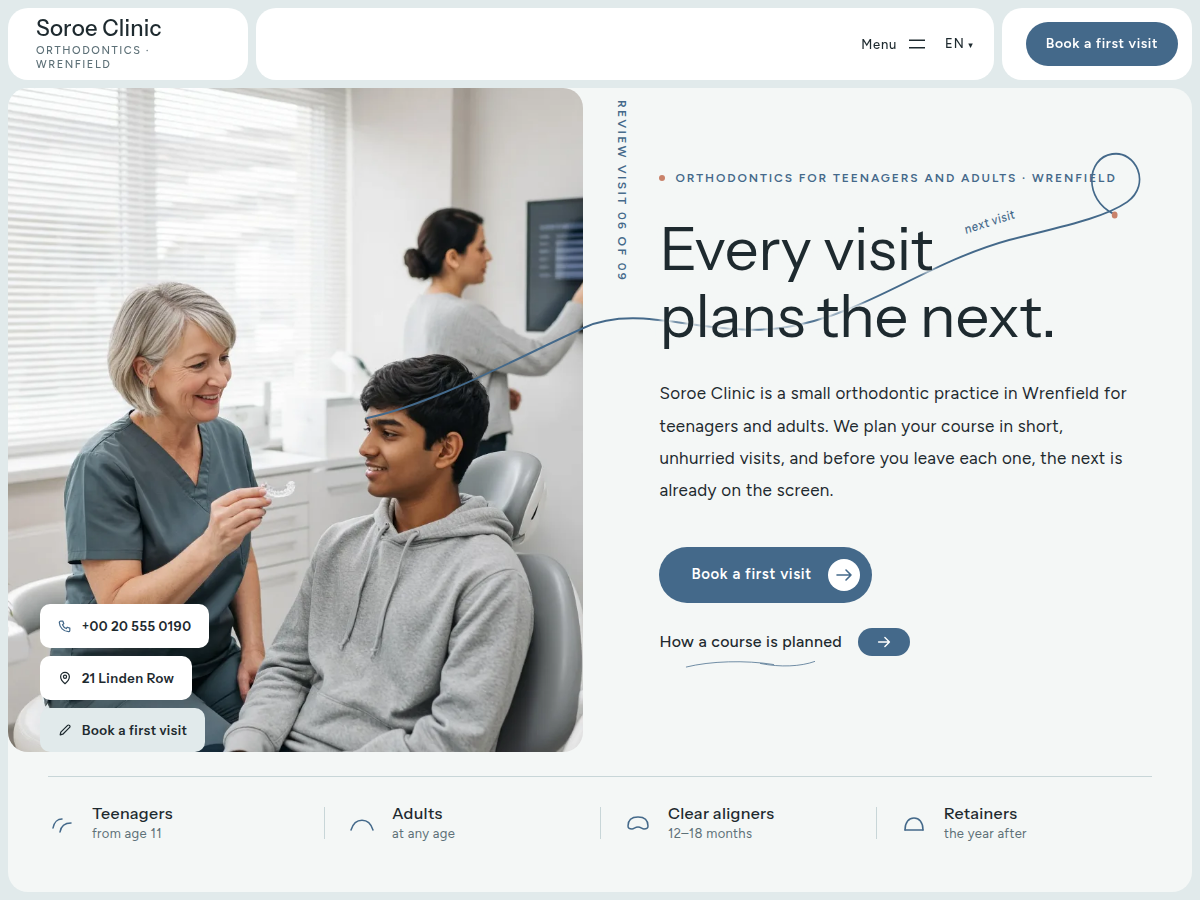 Soroe Clinic
ORTHODONTICS ·
WRENFIELD
Menu
EN
Book a first visit
REVIEW VISIT 06 OF 09
ORTHODONTICS FOR TEENAGERS AND ADULTS · WRENFIELD
next visit
Every visit
plans the next.
Soroe Clinic is a small orthodontic practice in Wrenfield for
teenagers and adults. We plan your course in short,
unhurried visits, and before you leave each one, the next is
already on the screen.
Book a first visit
How a course is planned
+00 20 555 0190
21 Linden Row
Book a first visit
Teenagers
from age 11
Adults
at any age
Clear aligners
12–18 months
Retainers
the year after